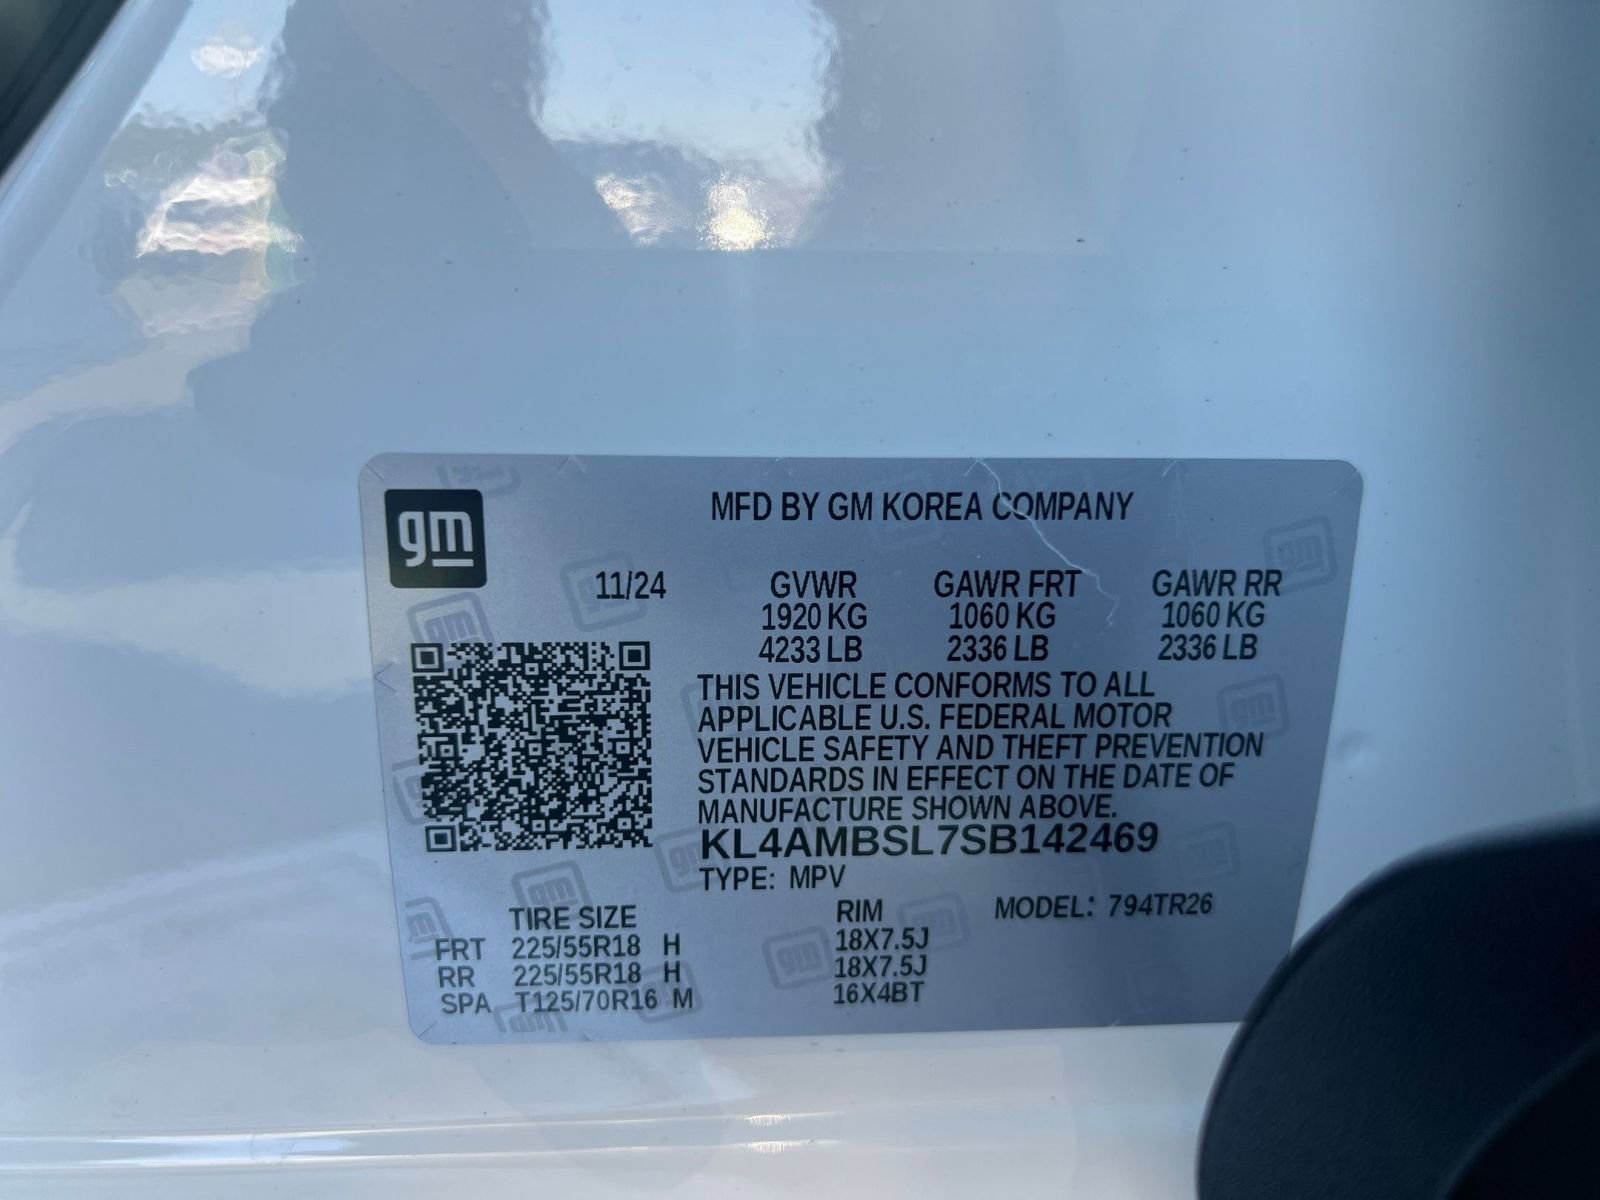 gm
MFD BY GM KOREA COMPANY
11/24 GVWR GAWR FRT GAWR RR
1920 KG 1060 KG 1060 KG
4233 LB 2336 LB 2336 LB
THIS VEHICLE CONFORMS TO ALL
APPLICABLE U.S. FEDERAL MOTOR
VEHICLE SAFETY AND THEFT PREVENTION
STANDARDS IN EFFECT ON THE DATE OF
MANUFACTURE SHOWN ABOVE.
KL4AMBSL7SB142469
TYPE: MPV
TIRE SIZE RIM MODEL: 794TR26
FRT 225/55R18 H 18X7.5J
RR 225/55R18 H 18X7.5J
SPA T125/70R16 M 16X4BT